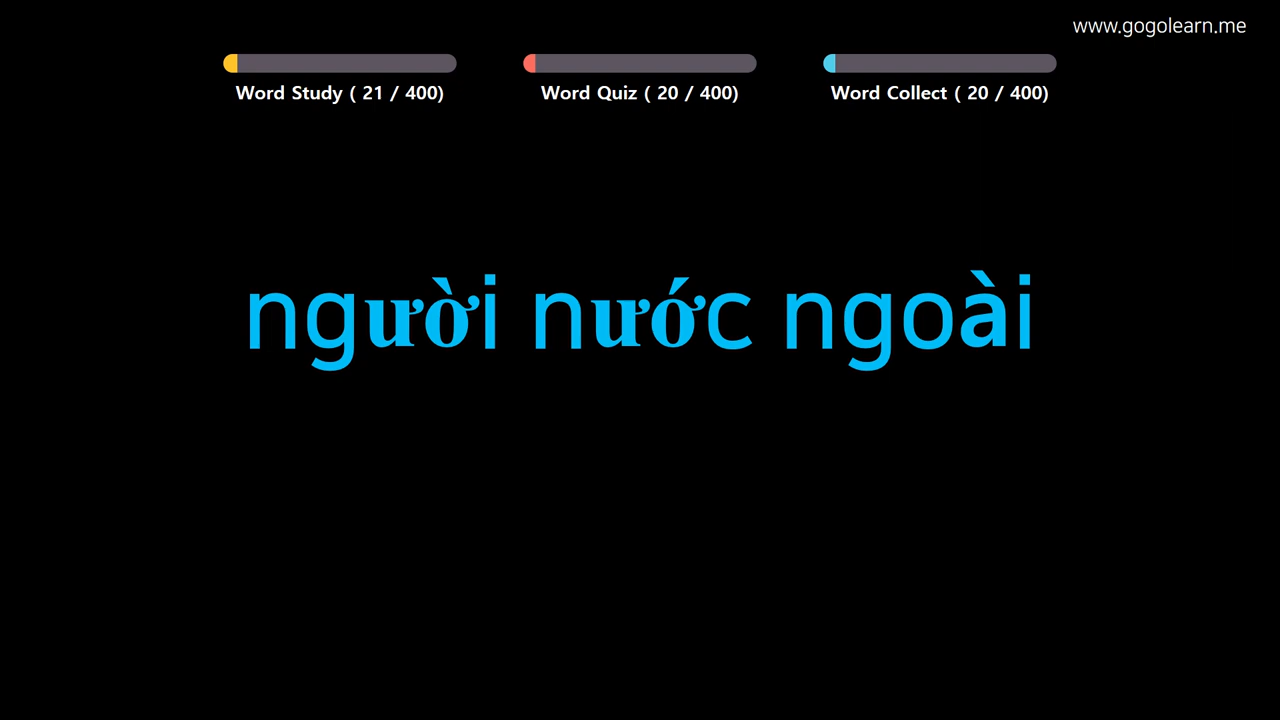 www.gogolearn.me
Word Study ( 21 / 400)
Word Quiz ( 20 / 400)
Word Collect ( 20 / 400)
người nước ngoài